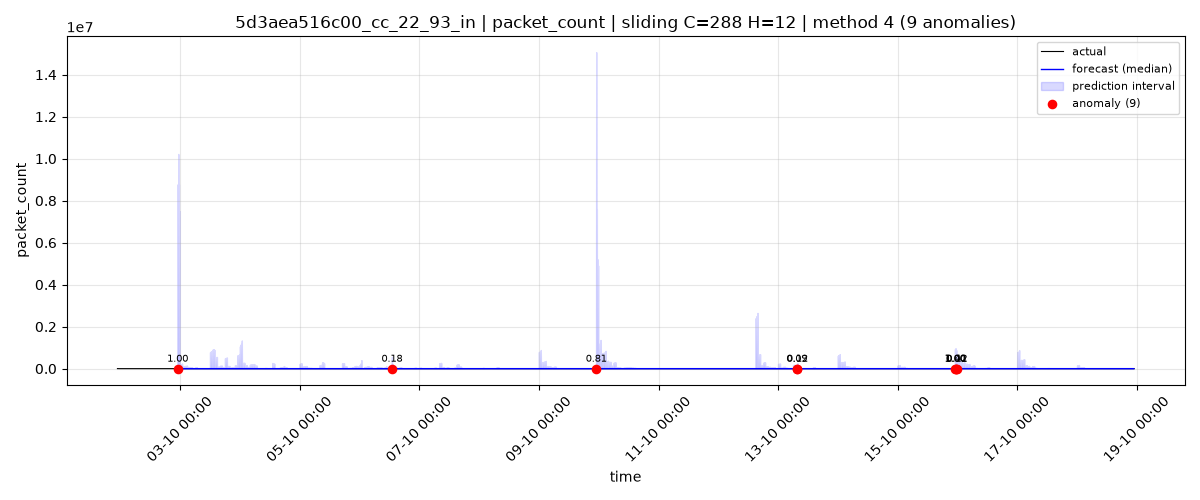 5d3aea516c00_cc_22_93_in | packet_count | sliding C=288 H=12 | method 4 (9 anomalies)
1e7
actual
forecast (median)
prediction interval
anomaly (9)
1.4
1.2
1.0
0.8
0.6
0.4
0.2
0.0
packet_count
1.00
0.18
0.81
03-10 00:00
05-10 00:00
07-10 00:00
09-10 00:00
11-10 00:00
13-10 00:00
15-10 00:00
17-10 00:00
19-10 00:00
time